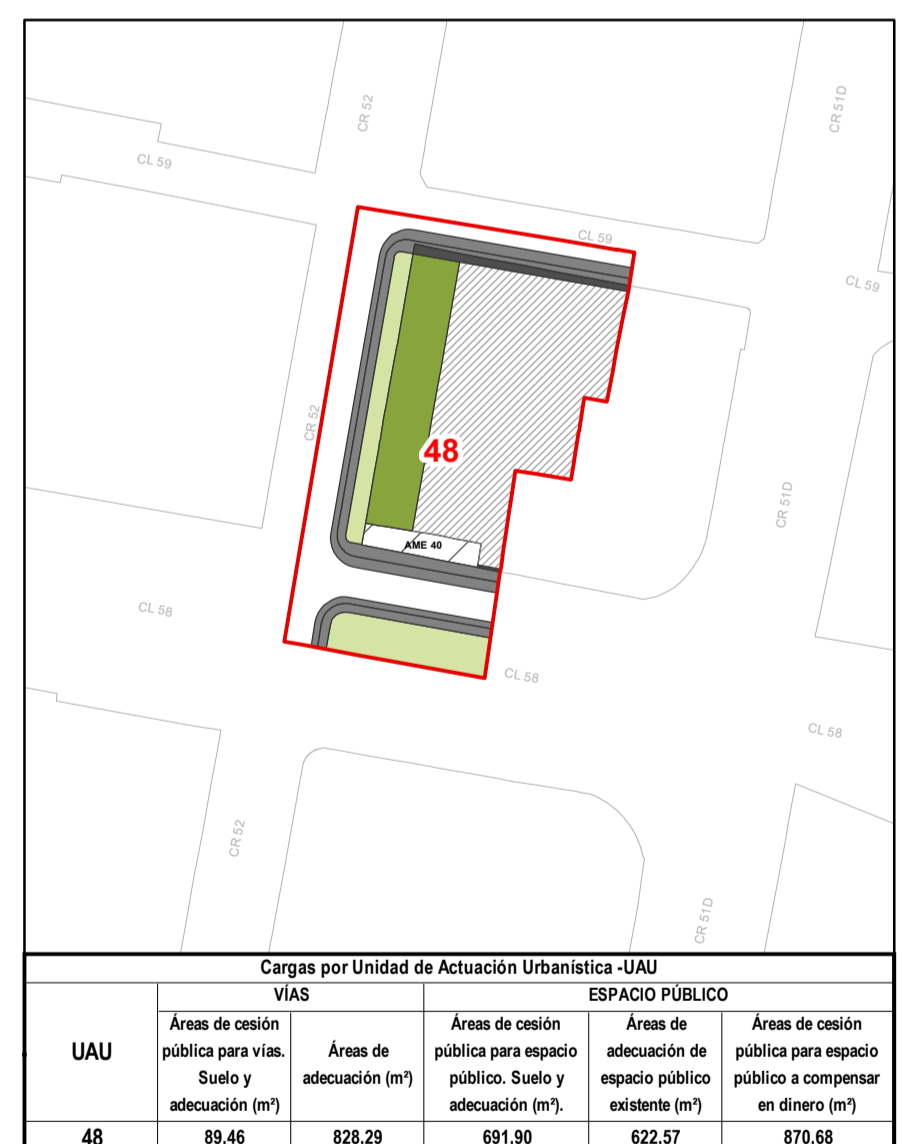 CR 52
CR 51D
CL 59
CL 59
CL 59
CR 52
48
CR 51D
AME 40
CL 58
CL 58
CL 58
CR 52
CR 51D
Cargas por Unidad de Actuación Urbanística -UAU
UAU
VÍAS
ESPACIO PÚBLICO
Áreas de cesión
pública para vías.
Suelo y
adecuación (m²)
Áreas de
adecuación (m²)
Áreas de cesión
pública para espacio
público. Suelo y
adecuación (m²).
Áreas de
adecuación de
espacio público
existente (m²)
Áreas de cesión
pública para espacio
público a compensar
en dinero (m²)
48 89.46 828.29 691.90 622.57 870.68